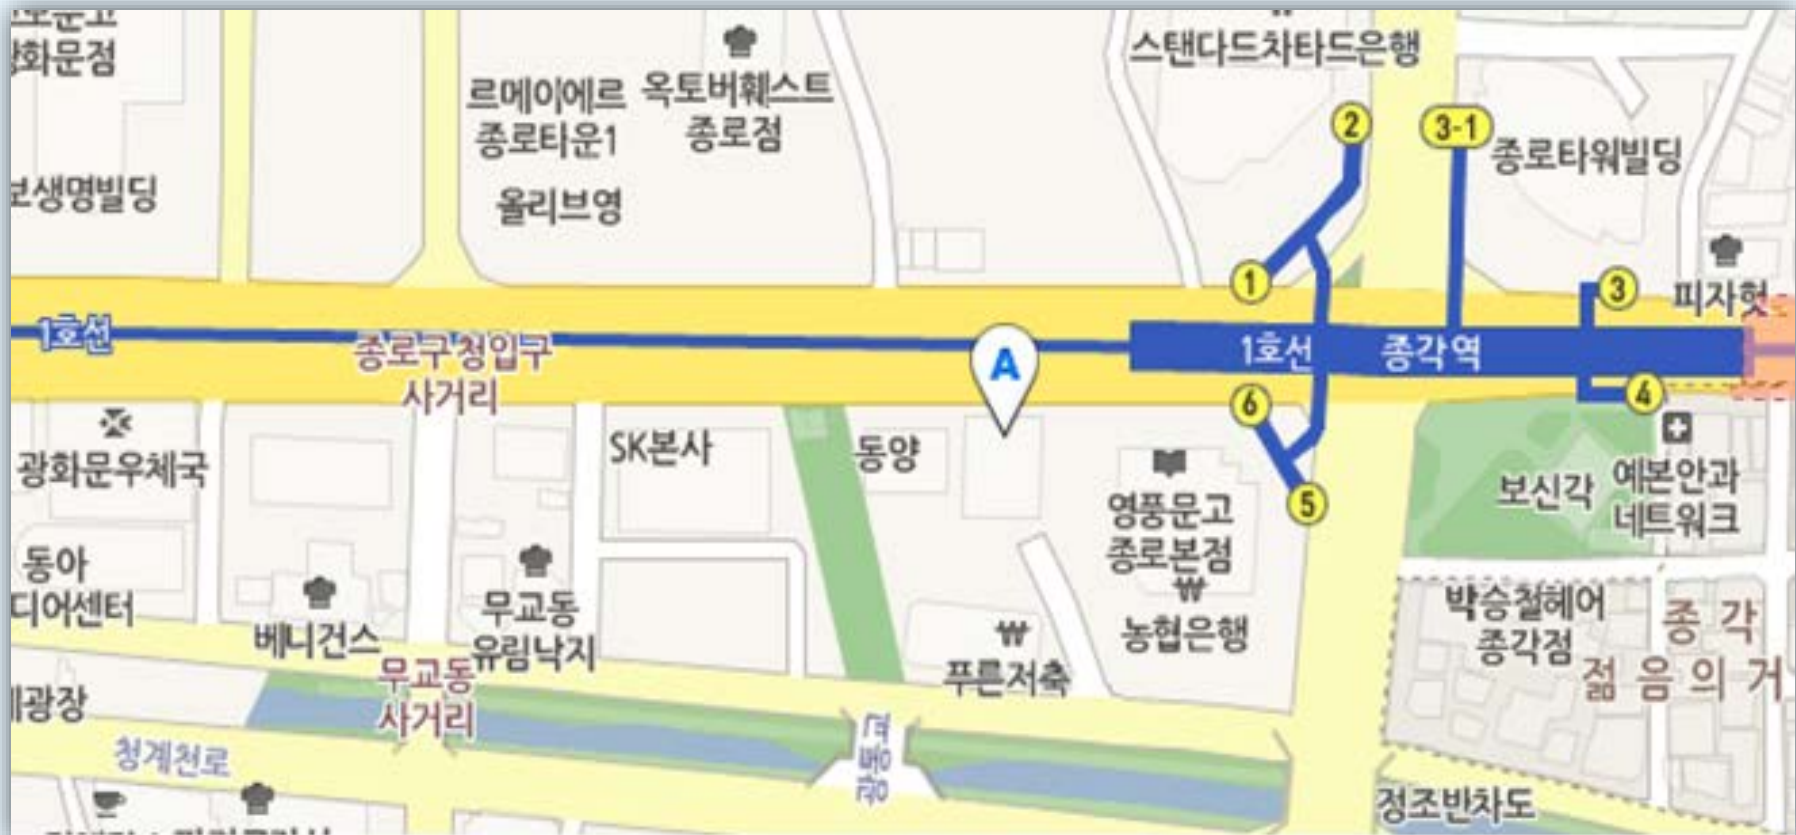 화문점
르메이에르
종로타운1
옥토버훼스트
종로점
스탠다드차타드은행
2
3-1
종로타워빌딩
보생명빌딩
올리브영
1
3
피자헛
1호선
종로구청입구
사거리
A
1호선
종각역
6
4
광화문우체국
SK본사
동양
영풍문고
종로본점
5
보신각
예본안과
네트워크
동아
디어센터
베니건스
무교동
유림낙지
푸른저축
농협은행
박승철헤어
종각점
종각
젊음의 거
무교동
사거리
광장
청계천로
광통교
정조반차도